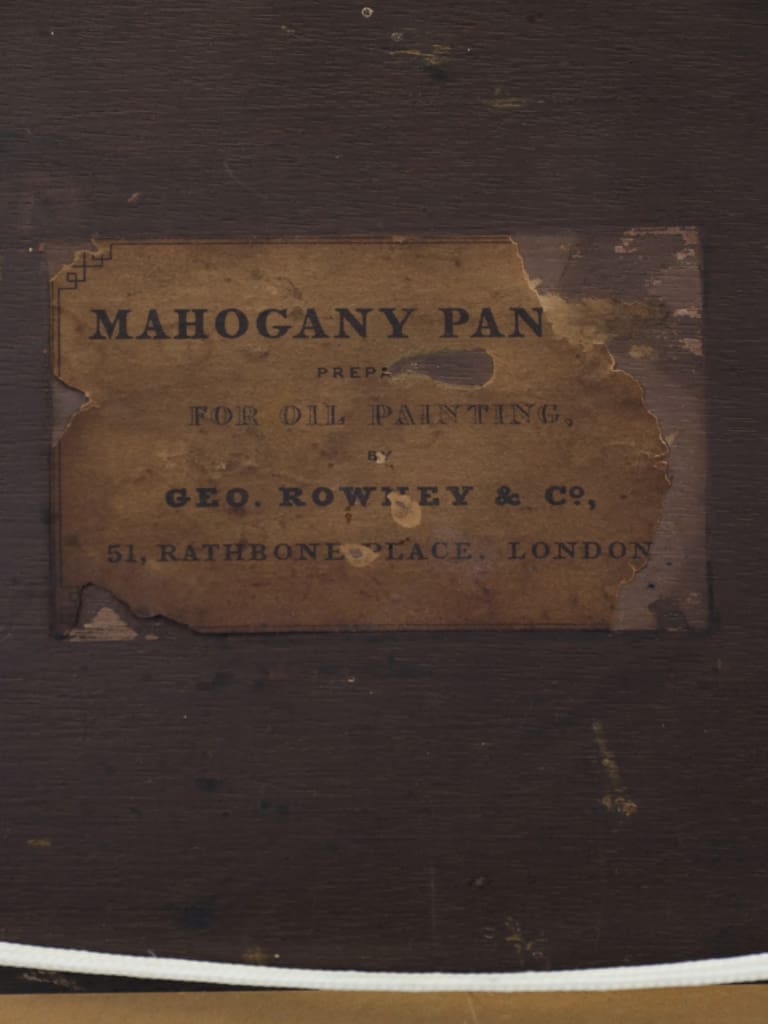 MAHOGANY PAN
PREPA
FOR OIL PAINTING,
BY
GEO. ROWNEY & Cº,
51, RATHBONE PLACE. LONDON